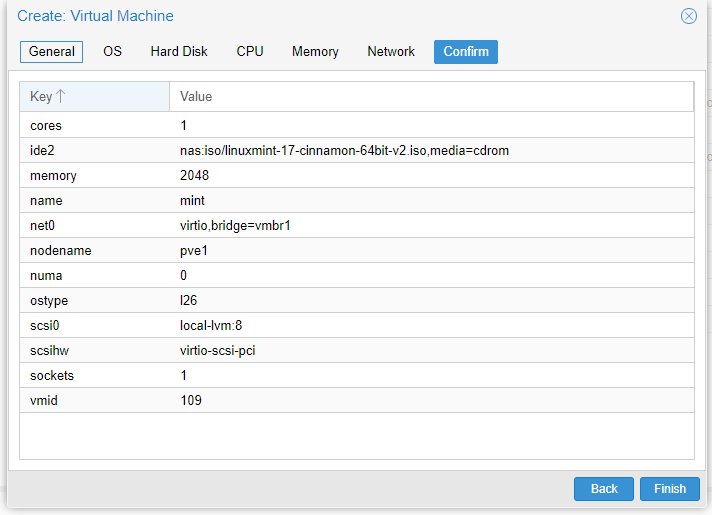 Create: Virtual Machine
General OS Hard Disk CPU Memory Network Confirm
Key Value
cores 1
ide2 nas:iso/linuxmint-17-cinnamon-64bit-v2.iso,media=cdrom
memory 2048
name mint
net0 virtio,bridge=vmbr1
nodename pve1
numa 0
ostype l26
scsi0 local-lvm:8
scsihw virtio-scsi-pci
sockets 1
vmid 109
Back Finish